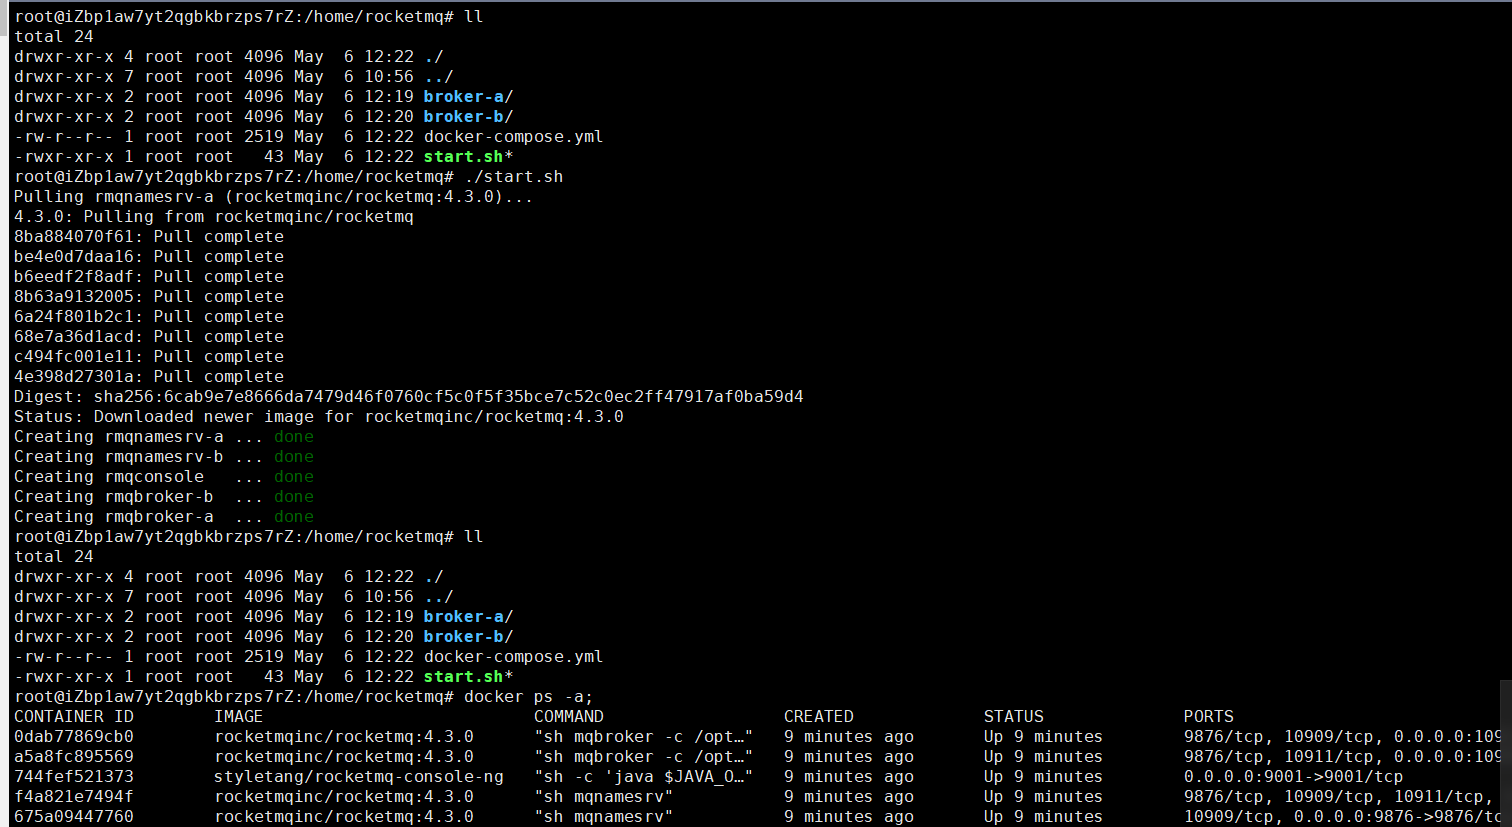 root@iZbp1aw7yt2qgbkbrzps7rZ:/home/rocketmq# ll
total 24
drwxr-xr-x 4 root root 4096 May  6 12:22 ./
drwxr-xr-x 7 root root 4096 May  6 10:56 ../
drwxr-xr-x 2 root root 4096 May  6 12:19 broker-a/
drwxr-xr-x 2 root root 4096 May  6 12:20 broker-b/
-rw-r--r-- 1 root root 2519 May  6 12:22 docker-compose.yml
-rwxr-xr-x 1 root root   43 May  6 12:22 start.sh*
root@iZbp1aw7yt2qgbkbrzps7rZ:/home/rocketmq# ./start.sh
Pulling rmqnamesrv-a (rocketmqinc/rocketmq:4.3.0)...
4.3.0: Pulling from rocketmqinc/rocketmq
8ba884070f61: Pull complete
be4e0d7daa16: Pull complete
b6eedf2f8adf: Pull complete
8b63a9132005: Pull complete
6a24f801b2c1: Pull complete
68e7a36d1acd: Pull complete
c494fc001e11: Pull complete
4e398d27301a: Pull complete
Digest: sha256:6cab9e7e8666da7479d46f0760cf5c0f5f35bce7c52c0ec2ff47917af0ba59d4
Status: Downloaded newer image for rocketmqinc/rocketmq:4.3.0
Creating rmqnamesrv-a ... done
Creating rmqnamesrv-b ... done
Creating rmqconsole   ... done
Creating rmqbroker-b  ... done
Creating rmqbroker-a  ... done
root@iZbp1aw7yt2qgbkbrzps7rZ:/home/rocketmq# ll
total 24
drwxr-xr-x 4 root root 4096 May  6 12:22 ./
drwxr-xr-x 7 root root 4096 May  6 10:56 ../
drwxr-xr-x 2 root root 4096 May  6 12:19 broker-a/
drwxr-xr-x 2 root root 4096 May  6 12:20 broker-b/
-rw-r--r-- 1 root root 2519 May  6 12:22 docker-compose.yml
-rwxr-xr-x 1 root root   43 May  6 12:22 start.sh*
root@iZbp1aw7yt2qgbkbrzps7rZ:/home/rocketmq# docker ps -a;
CONTAINER ID        IMAGE                           COMMAND                  CREATED             STATUS              PORTS
0dab77869cb0        rocketmqinc/rocketmq:4.3.0      "sh mqbroker -c /opt…"   9 minutes ago       Up 9 minutes        9876/tcp, 10909/tcp, 0.0.0.0:109
a5a8fc895569        rocketmqinc/rocketmq:4.3.0      "sh mqbroker -c /opt…"   9 minutes ago       Up 9 minutes        9876/tcp, 10911/tcp, 0.0.0.0:109
744fef521373        styletang/rocketmq-console-ng   "sh -c 'java $JAVA_O…"   9 minutes ago       Up 9 minutes        0.0.0.0:9001->9001/tcp
f4a821e7494f        rocketmqinc/rocketmq:4.3.0      "sh mqnamesrv"           9 minutes ago       Up 9 minutes        9876/tcp, 10909/tcp, 10911/tcp,
675a09447760        rocketmqinc/rocketmq:4.3.0      "sh mqnamesrv"           9 minutes ago       Up 9 minutes        10909/tcp, 0.0.0.0:9876->9876/tc